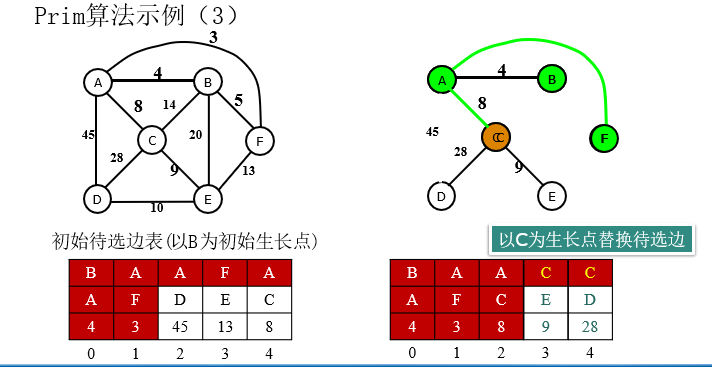 Prim算法示例（3）
3
A
4
B
8
14
5
45
20
C
F
28
9
13
D
E
10
A
4
B
8
45
C
F
28
9
D
E
初始待选边表(以B为初始生长点)
以C为生长点替换待选边
B A A F A
A F D E C
4 3 45 13 8
0 1 2 3 4
B A A C C
A F C E D
4 3 8 9 28
0 1 2 3 4